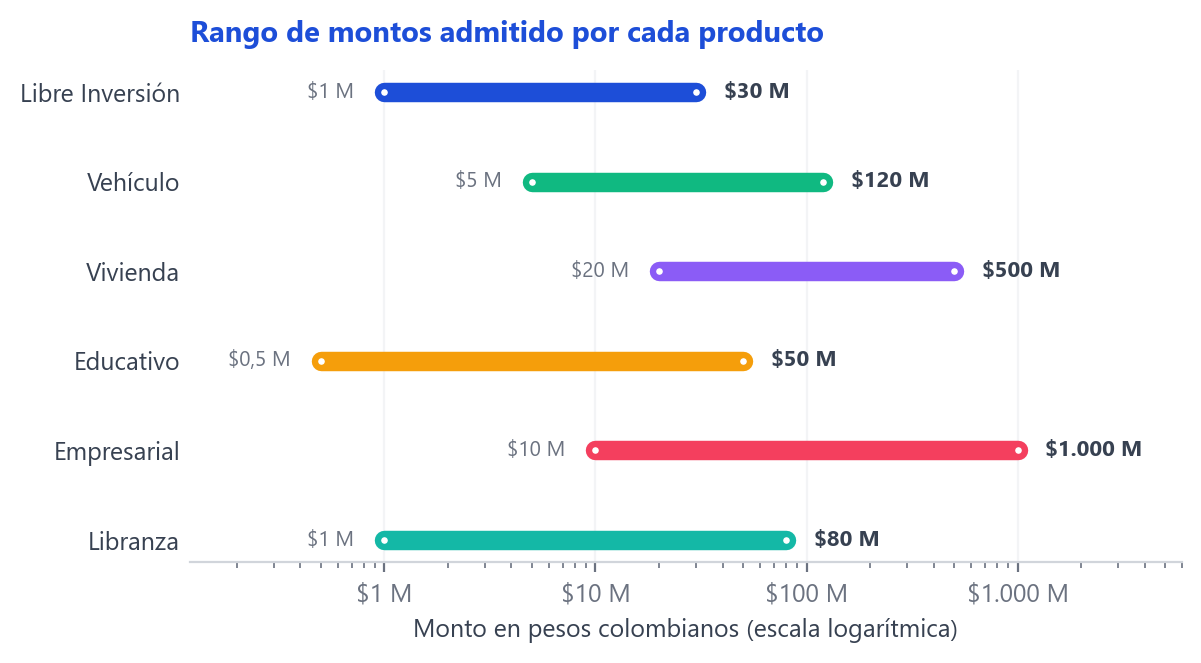 Rango de montos admitido por cada producto
Libre Inversión $1 M $30 M
Vehículo $5 M $120 M
Vivienda $20 M $500 M
Educativo $0,5 M $50 M
Empresarial $10 M $1.000 M
Libranza $1 M $80 M
$1 M $10 M $100 M $1.000 M
Monto en pesos colombianos (escala logarítmica)